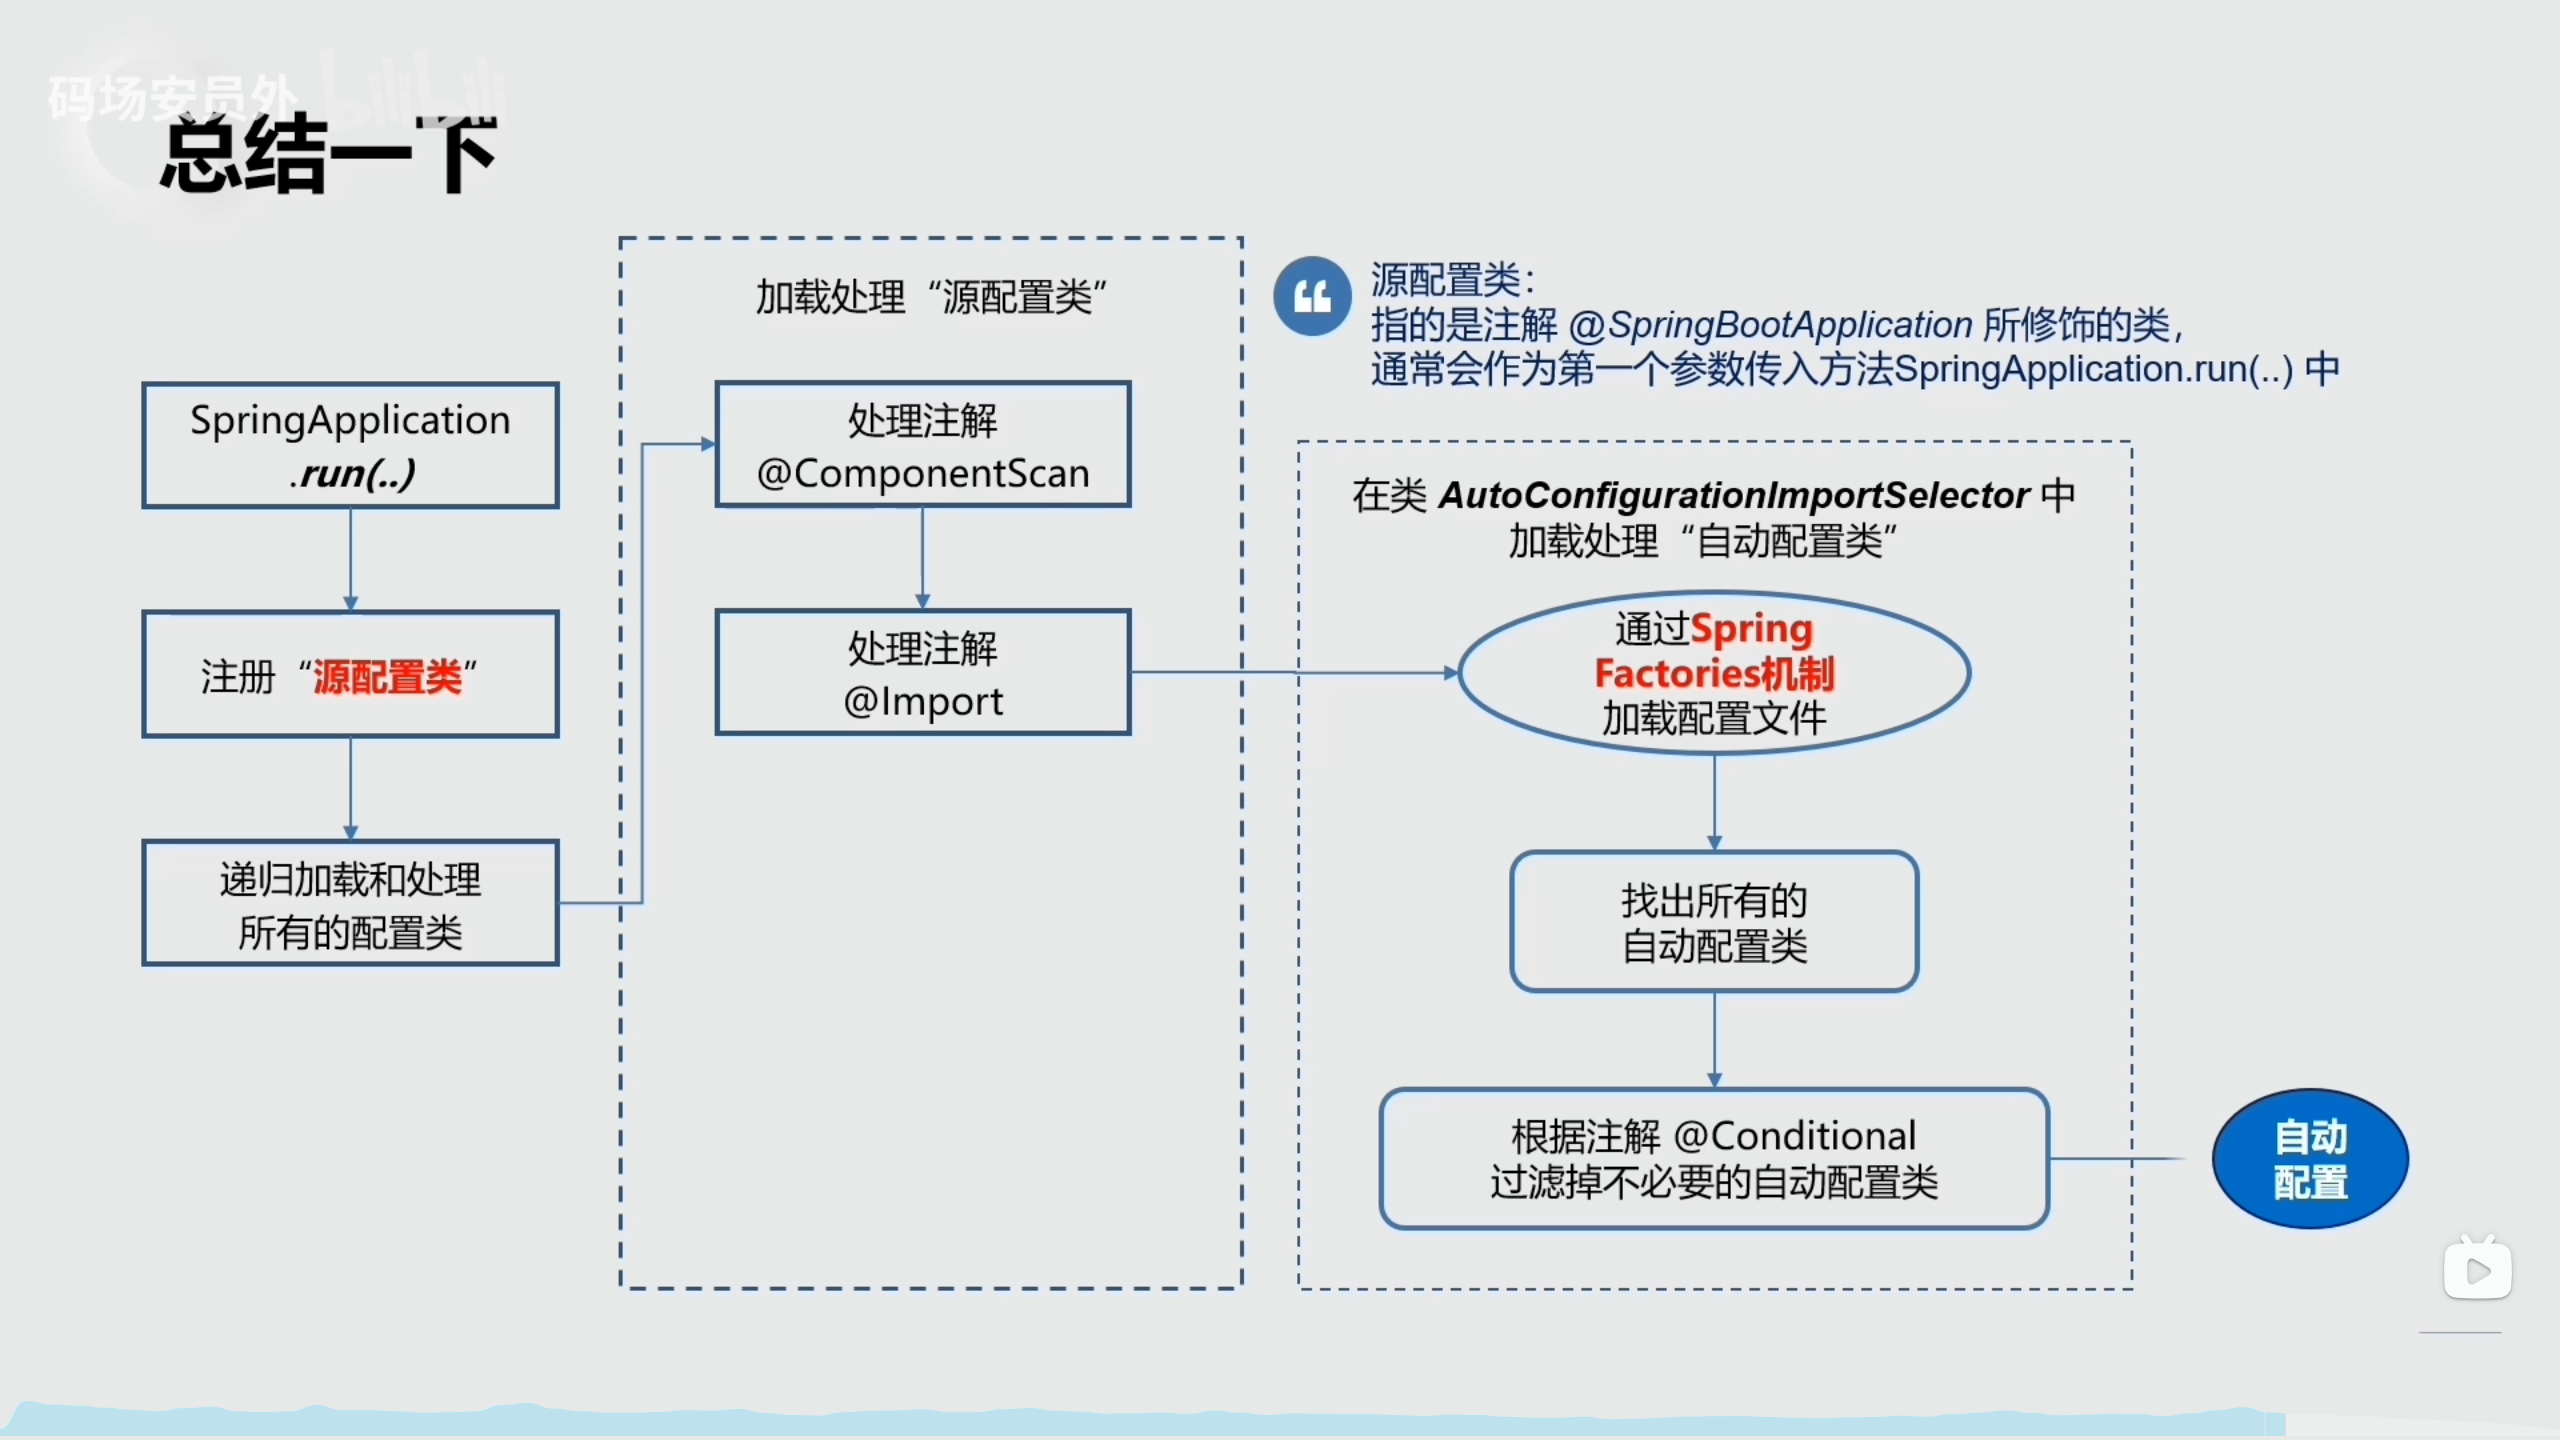 码场安员外 bilibili
总结一下
SpringApplication
.run(..)
注册“源配置类”
递归加载和处理
所有的配置类
加载处理“源配置类”
处理注解
@ComponentScan
处理注解
@Import
源配置类：
指的是注解 @SpringBootApplication 所修饰的类，
通常会作为第一个参数传入方法SpringApplication.run(..) 中
在类 AutoConfigurationImportSelector 中
加载处理“自动配置类”
通过Spring
Factories机制
加载配置文件
找出所有的
自动配置类
根据注解 @Conditional
过滤掉不必要的自动配置类
自动
配置